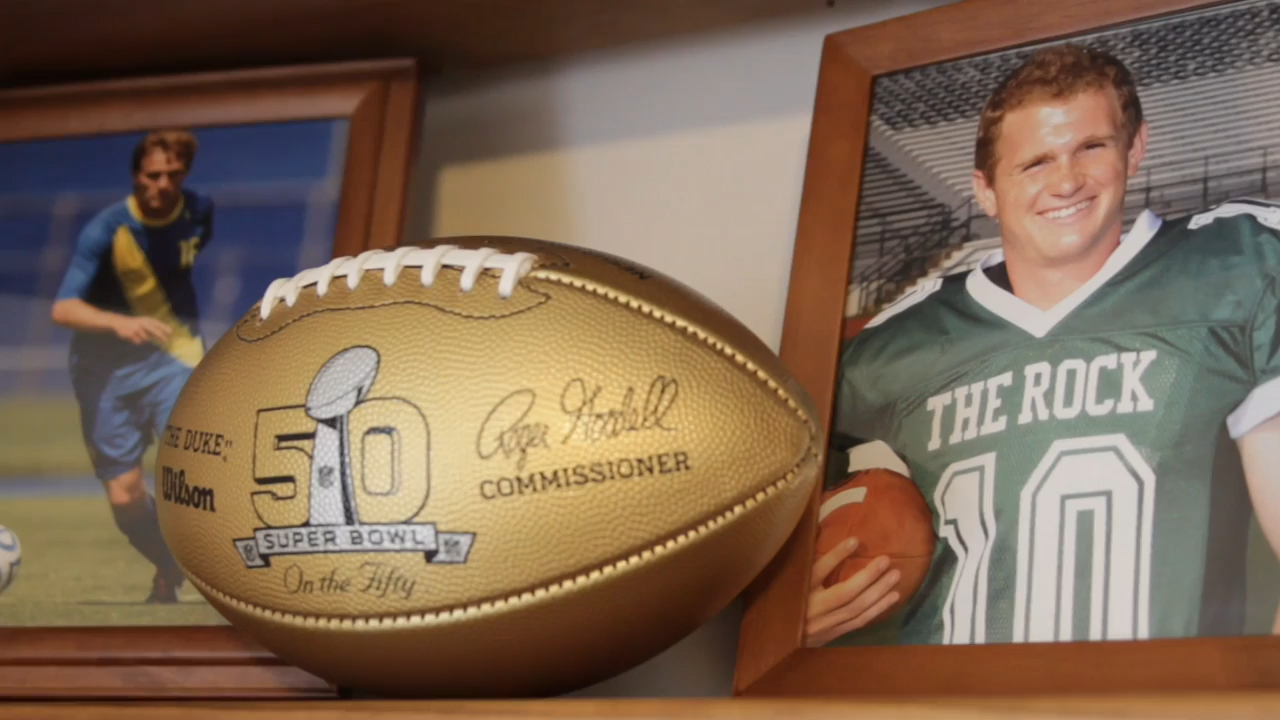 "THE DUKE"
Wilson
50
SUPER BOWL
On the Fifty
Roger Goodell
COMMISSIONER
THE ROCK
10